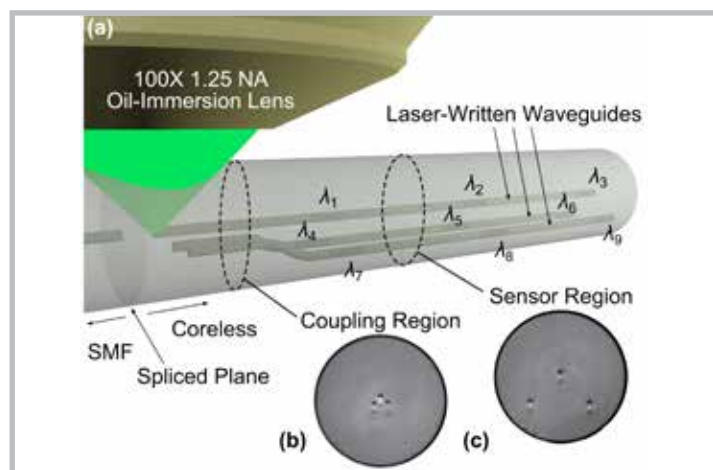 (a)
100X 1.25 NA
Oil-Immersion Lens
Laser-Written Waveguides
λ1
λ2
λ3
λ4
λ5
λ6
λ7
λ8
λ9
Sensor Region
Coupling Region
Coreless
SMF
Spliced Plane
(b)
(c)